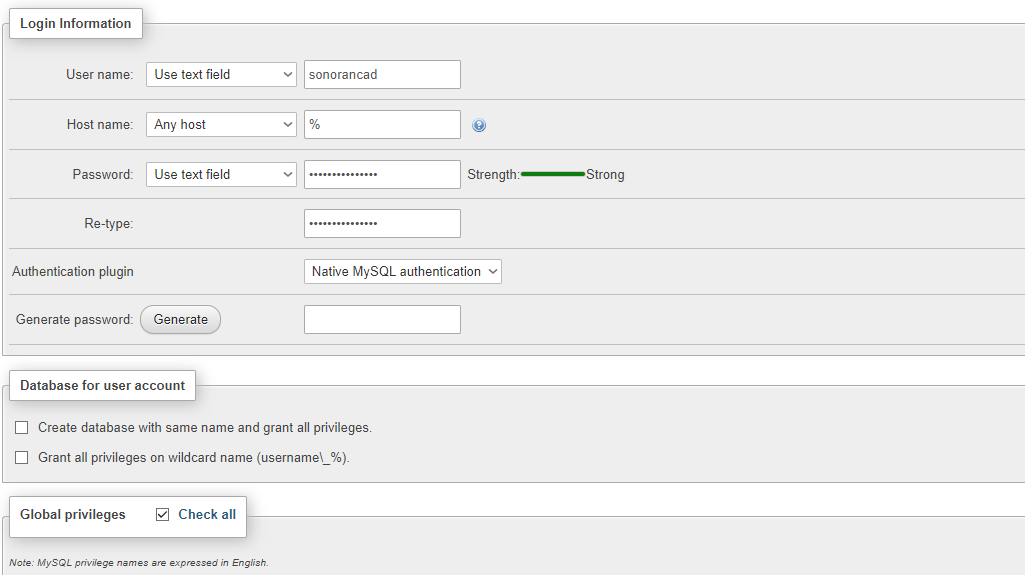 Login Information
User name: Use text field sonorancad
Host name: Any host %
Password: Use text field ••••••••••••••• Strength: Strong
Re-type: •••••••••••••••
Authentication plugin Native MySQL authentication
Generate password: Generate
Database for user account
Create database with same name and grant all privileges.
Grant all privileges on wildcard name (username\_%).
Global privileges Check all
Note: MySQL privilege names are expressed in English.